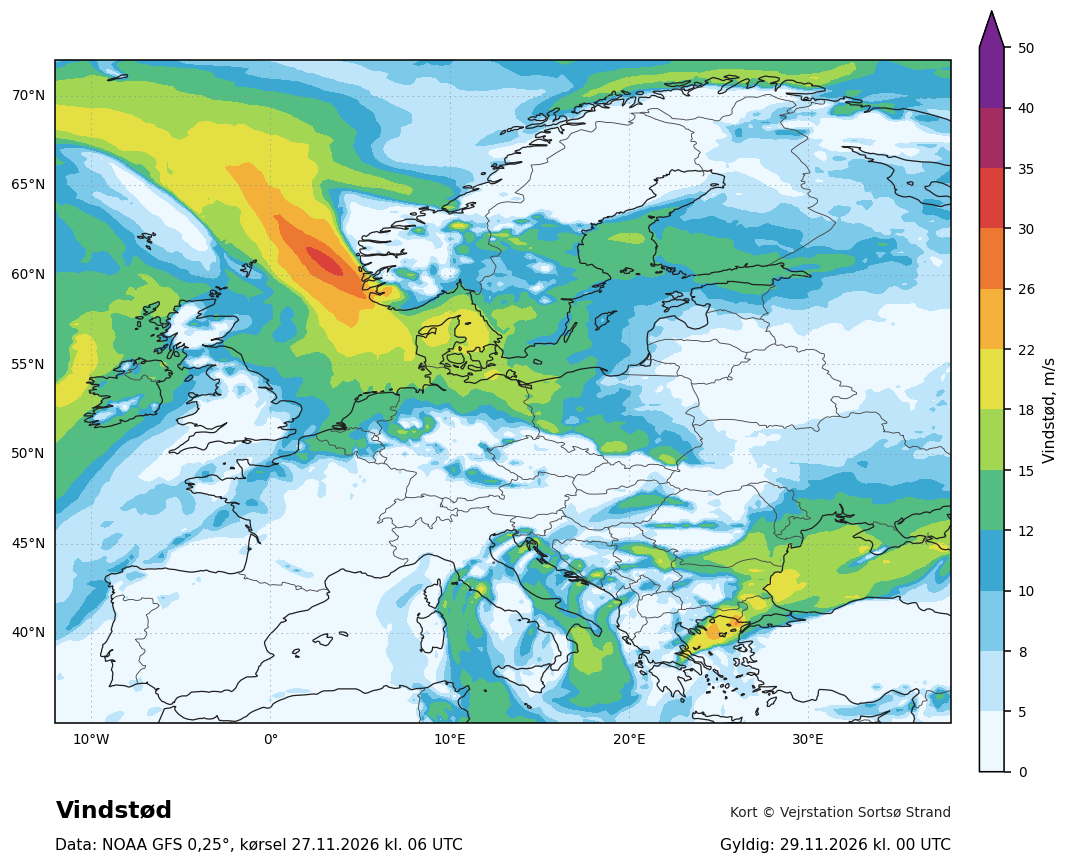 50
40
35
30
26
22
18
15
12
10
8
5
0
Vindstød, m/s
70°N
65°N
60°N
55°N
50°N
45°N
40°N
10°W
0°
10°E
20°E
30°E
Vindstød
Kort © Vejrstation Sortsø Strand
Data: NOAA GFS 0,25°, kørsel 27.11.2026 kl. 06 UTC
Gyldig: 29.11.2026 kl. 00 UTC